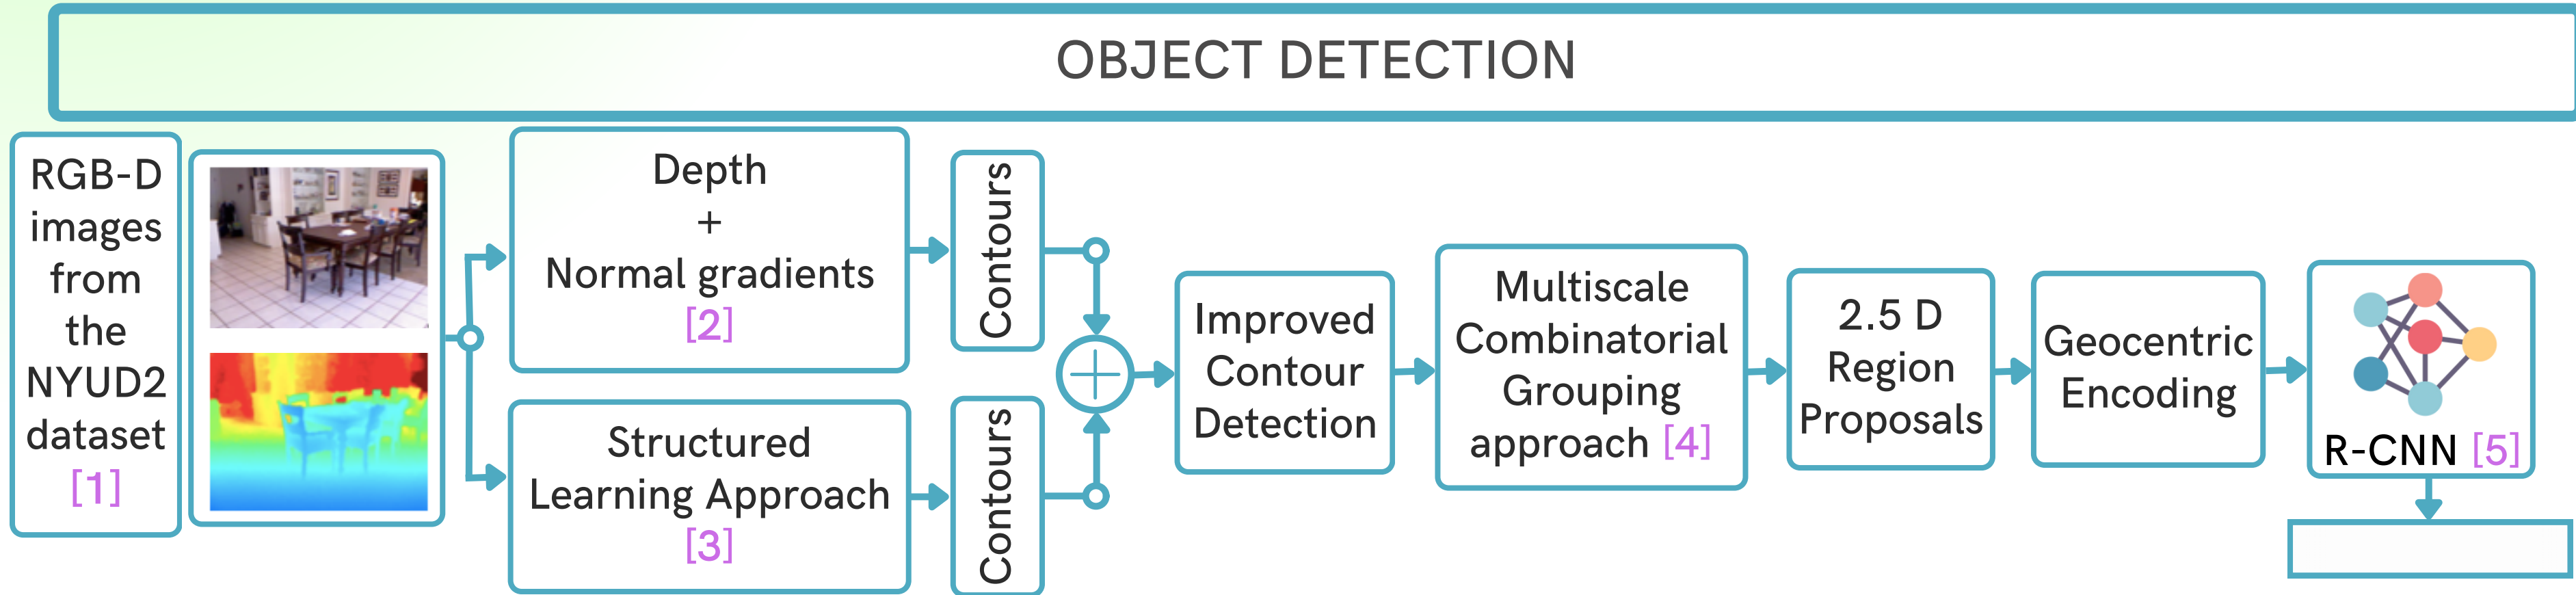 OBJECT DETECTION
RGB-D
images
from
the
NYUD2
dataset
[1]
Depth
+
Normal gradients
[2]
Structured
Learning Approach
[3]
Contours
Contours
Improved
Contour
Detection
Multiscale
Combinatorial
Grouping
approach [4]
2.5 D
Region
Proposals
Geocentric
Encoding
R-CNN [5]